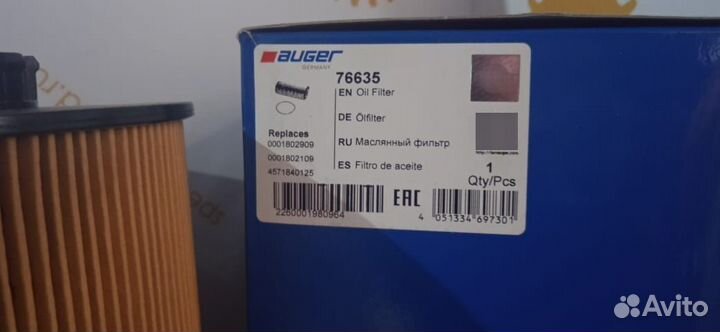 auger
GERMANY
76635
EN Oil Filter
DE Ölfilter
RU Маслянный фильтр
ES Filtro de aceite
Replaces
0001802909
0001802109
4571840125
1
Qty/Pcs
2260001980964
EAC
4 051334 697301
Avito